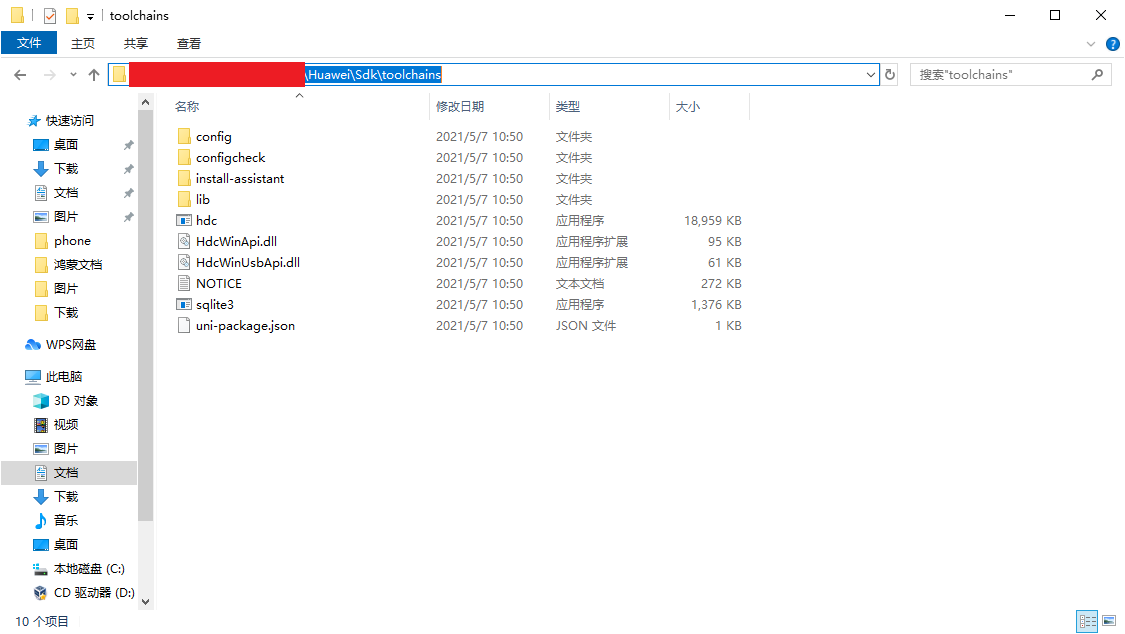 toolchains
文件 主页 共享 查看
\Huawei\Sdk\toolchains 搜索"toolchains"
名称 修改日期 类型 大小
快速访问
桌面
下载
文档
图片
phone
鸿蒙文档
图片
下载
WPS网盘
此电脑
3D 对象
视频
图片
文档
下载
音乐
桌面
本地磁盘 (C:)
CD 驱动器 (D:)
config 2021/5/7 10:50 文件夹
configcheck 2021/5/7 10:50 文件夹
install-assistant 2021/5/7 10:50 文件夹
lib 2021/5/7 10:50 文件夹
hdc 2021/5/7 10:50 应用程序 18,959 KB
HdcWinApi.dll 2021/5/7 10:50 应用程序扩展 95 KB
HdcWinUsbApi.dll 2021/5/7 10:50 应用程序扩展 61 KB
NOTICE 2021/5/7 10:50 文本文档 272 KB
sqlite3 2021/5/7 10:50 应用程序 1,376 KB
uni-package.json 2021/5/7 10:50 JSON 文件 1 KB
10 个项目